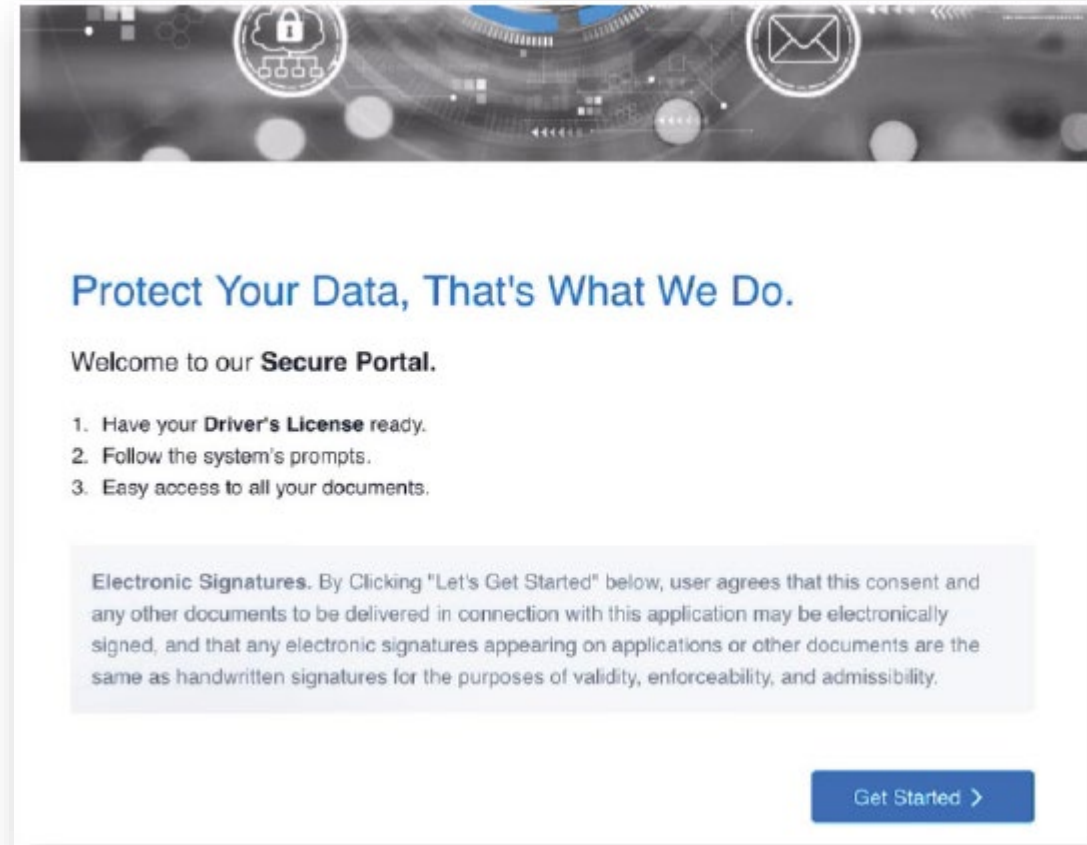 Protect Your Data, That's What We Do.
Welcome to our Secure Portal.
1. Have your Driver's License ready.
2. Follow the system's prompts.
3. Easy access to all your documents.
Electronic Signatures. By Clicking "Let's Get Started" below, user agrees that this consent and
any other documents to be delivered in connection with this application may be electronically
signed, and that any electronic signatures appearing on applications or other documents are the
same as handwritten signatures for the purposes of validity, enforceability, and admissibility.
Get Started >